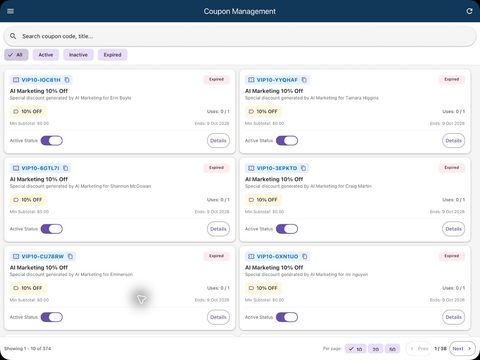 Coupon Management
Search coupon code, title...
All
Active
Inactive
Expired
VIP10-IOC81H
Expired
AI Marketing 10% Off
Special discount generated by AI Marketing for Erin Boyle
10% OFF
Uses: 0 / 1
Min Subtotal: $0.00
Ends: 9 Oct 2026
Active Status
Details
VIP10-YYQHAF
Expired
AI Marketing 10% Off
Special discount generated by AI Marketing for Tamara Higgins
10% OFF
Uses: 0 / 1
Min Subtotal: $0.00
Ends: 9 Oct 2026
Active Status
Details
VIP10-6GTL7I
Expired
AI Marketing 10% Off
Special discount generated by AI Marketing for Shannon McGowan
10% OFF
Uses: 0 / 1
Min Subtotal: $0.00
Ends: 9 Oct 2026
Active Status
Details
VIP10-3EPKTD
Expired
AI Marketing 10% Off
Special discount generated by AI Marketing for Craig Martin
10% OFF
Uses: 0 / 1
Min Subtotal: $0.00
Ends: 9 Oct 2026
Active Status
Details
VIP10-CU78RW
Expired
AI Marketing 10% Off
Special discount generated by AI Marketing for Emmerson
10% OFF
Uses: 0 / 1
Min Subtotal: $0.00
Ends: 9 Oct 2026
Active Status
Details
VIP10-GXN1UO
Expired
AI Marketing 10% Off
Special discount generated by AI Marketing for mr nguyen
10% OFF
Uses: 0 / 1
Min Subtotal: $0.00
Ends: 9 Oct 2026
Active Status
Details
Showing 1 - 10 of 374
Per page:
10
20
50
Prev
1 / 38
Next